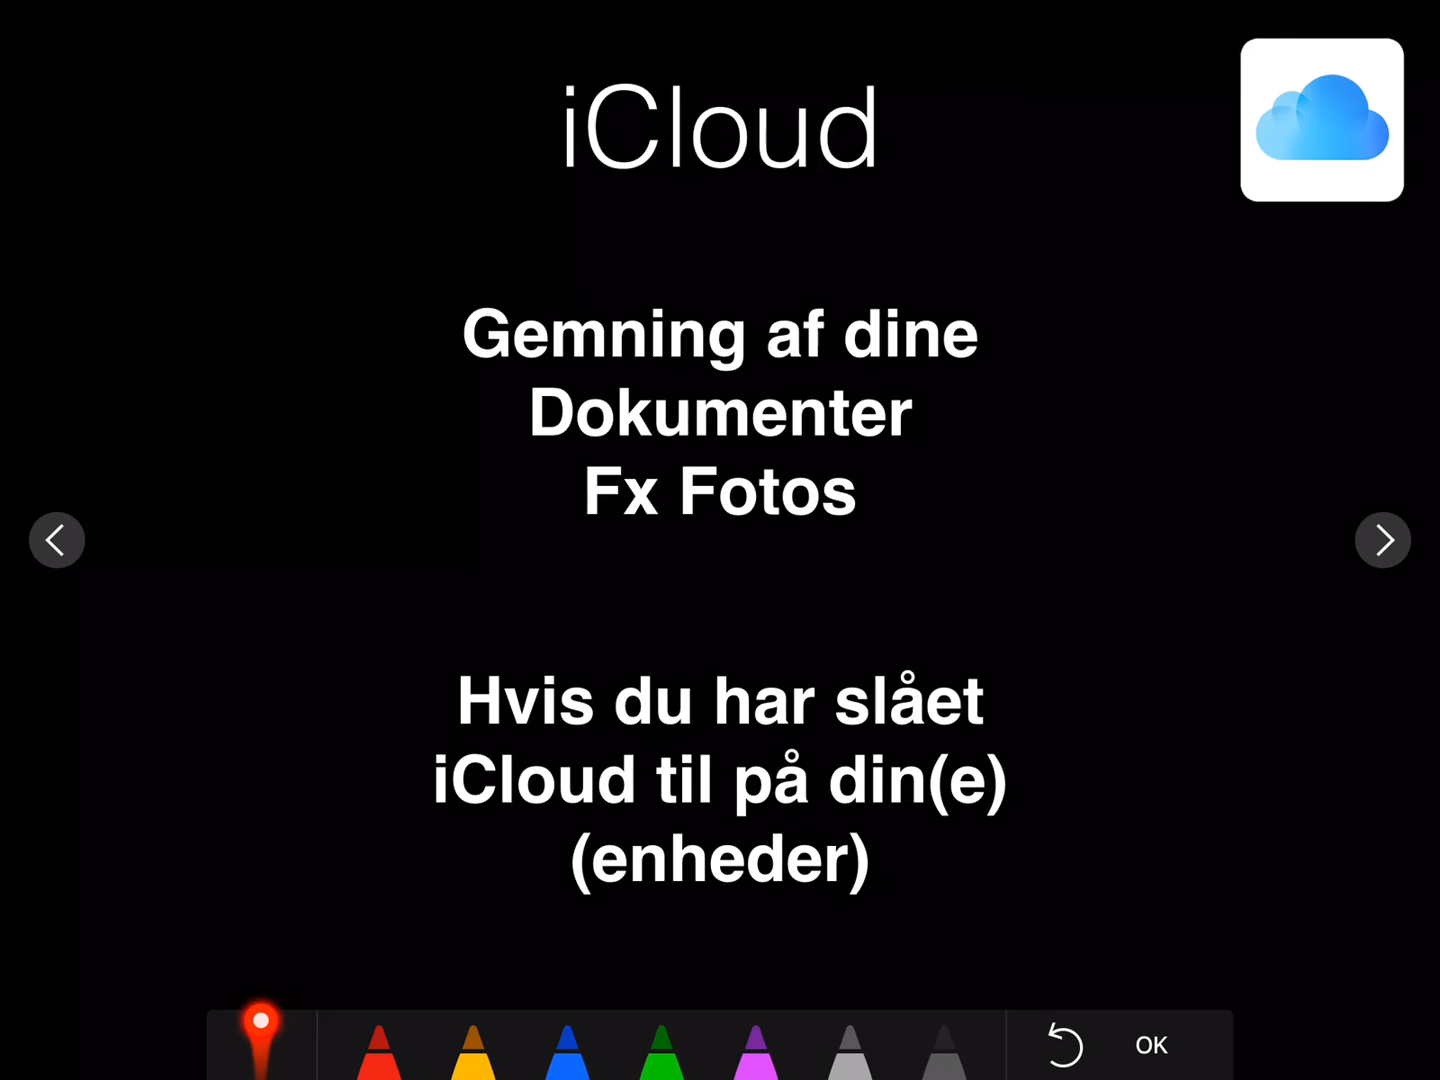 iCloud
Gemning af dine
Dokumenter
Fx Fotos
Hvis du har slået
iCloud til på din(e)
(enheder)
OK